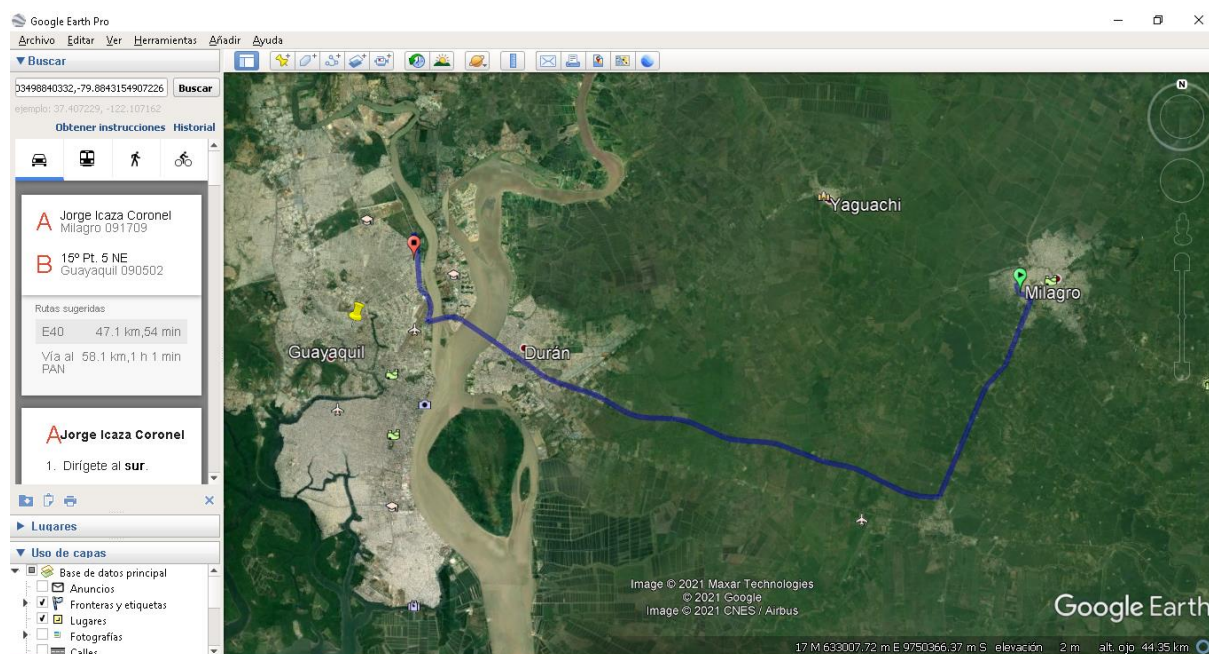 Google Earth Pro
Archivo Editar Ver Herramientas Añadir Ayuda
Buscar
03498840332,-79.8843154907226 Buscar
ejemplo: 37.407229, -122.107162
Obtener instrucciones Historial
A Jorge Icaza Coronel
Milagro 091709
B 15º Pt. 5 NE
Guayaquil 090502
Rutas sugeridas
E40 47.1 km,54 min
Vía al 58.1 km,1 h 1 min
PAN
A Jorge Icaza Coronel
1. Dirígete al sur.
Lugares
Uso de capas
Base de datos principal
Anuncios
Fronteras y etiquetas
Lugares
Fotografías
Calles
Yaguachi
Milagro
Guayaquil
Durán
N
Image © 2021 Maxar Technologies
© 2021 Google
Image © 2021 CNES / Airbus
Google Earth
17 M 633007.72 m E 9750366.37 m S elevación 2 m alt. ojo 44.35 km